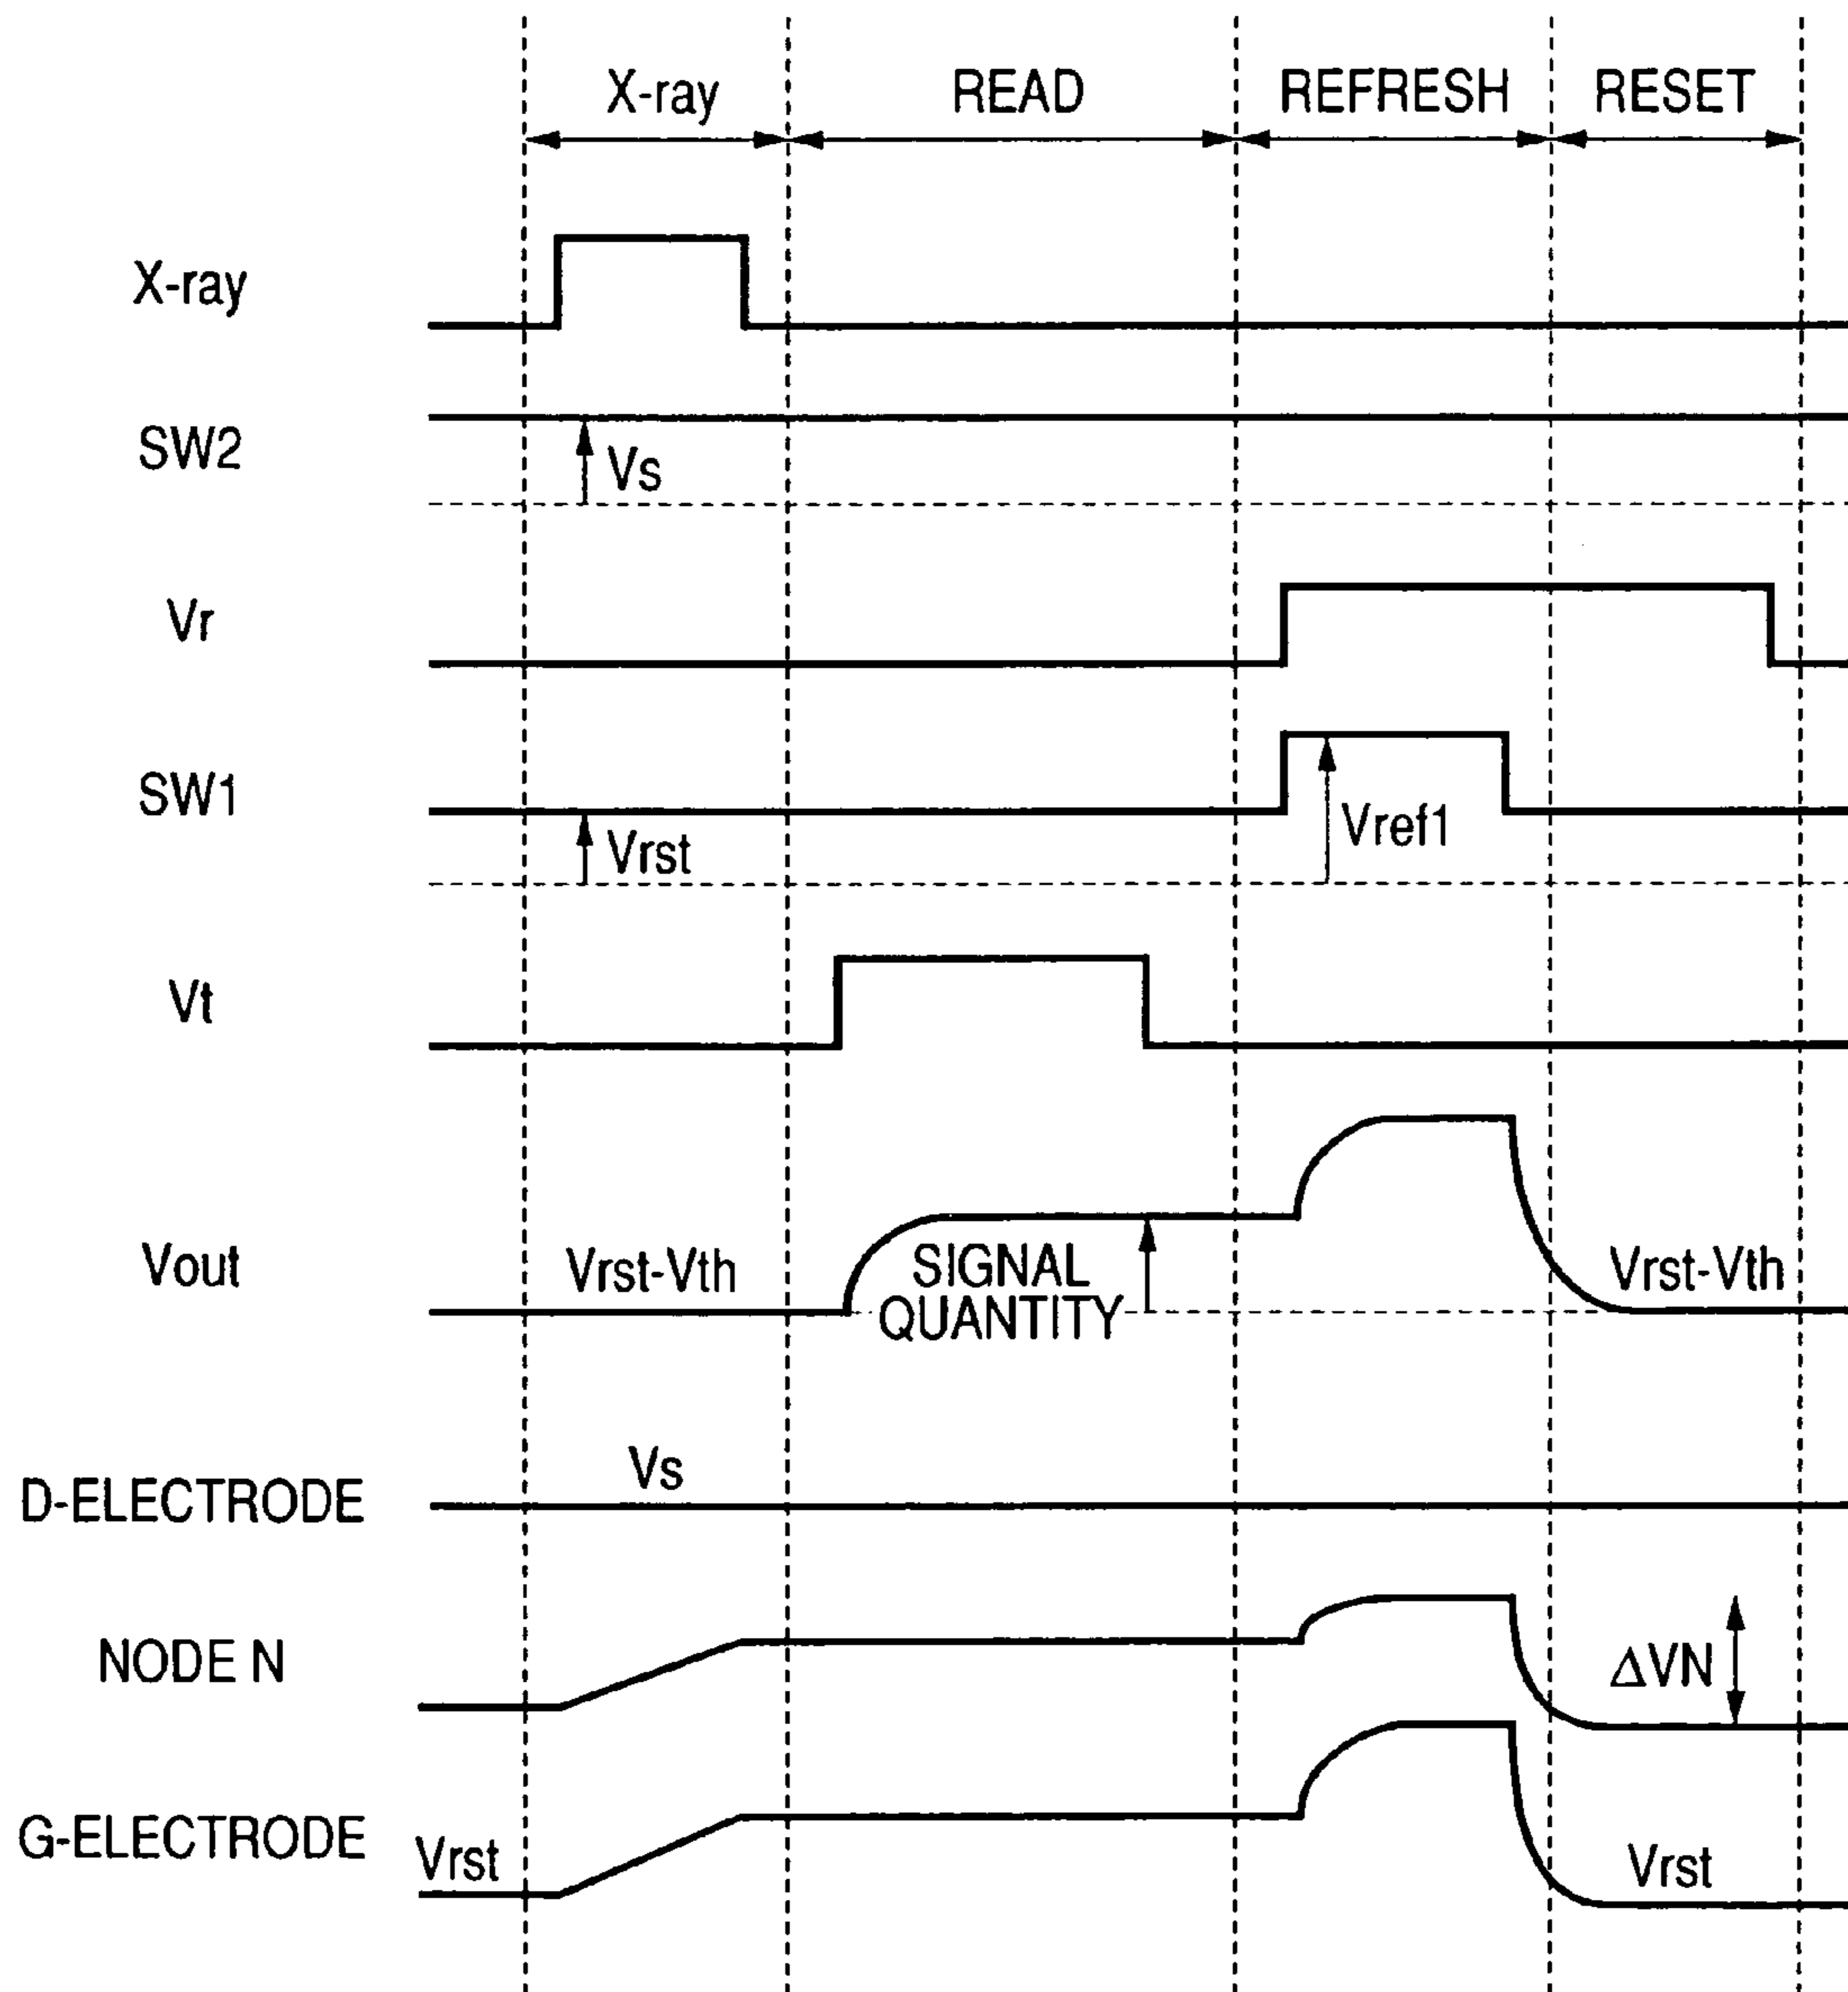 X-ray READ REFRESH RESET
X-ray
SW2
Vs
Vr
SW1
Vrst
Vref1
Vt
Vout
Vrst-Vth
SIGNAL
QUANTITY
Vrst-Vth
D-ELECTRODE
Vs
NODE N
ΔVN
G-ELECTRODE
Vrst
Vrst